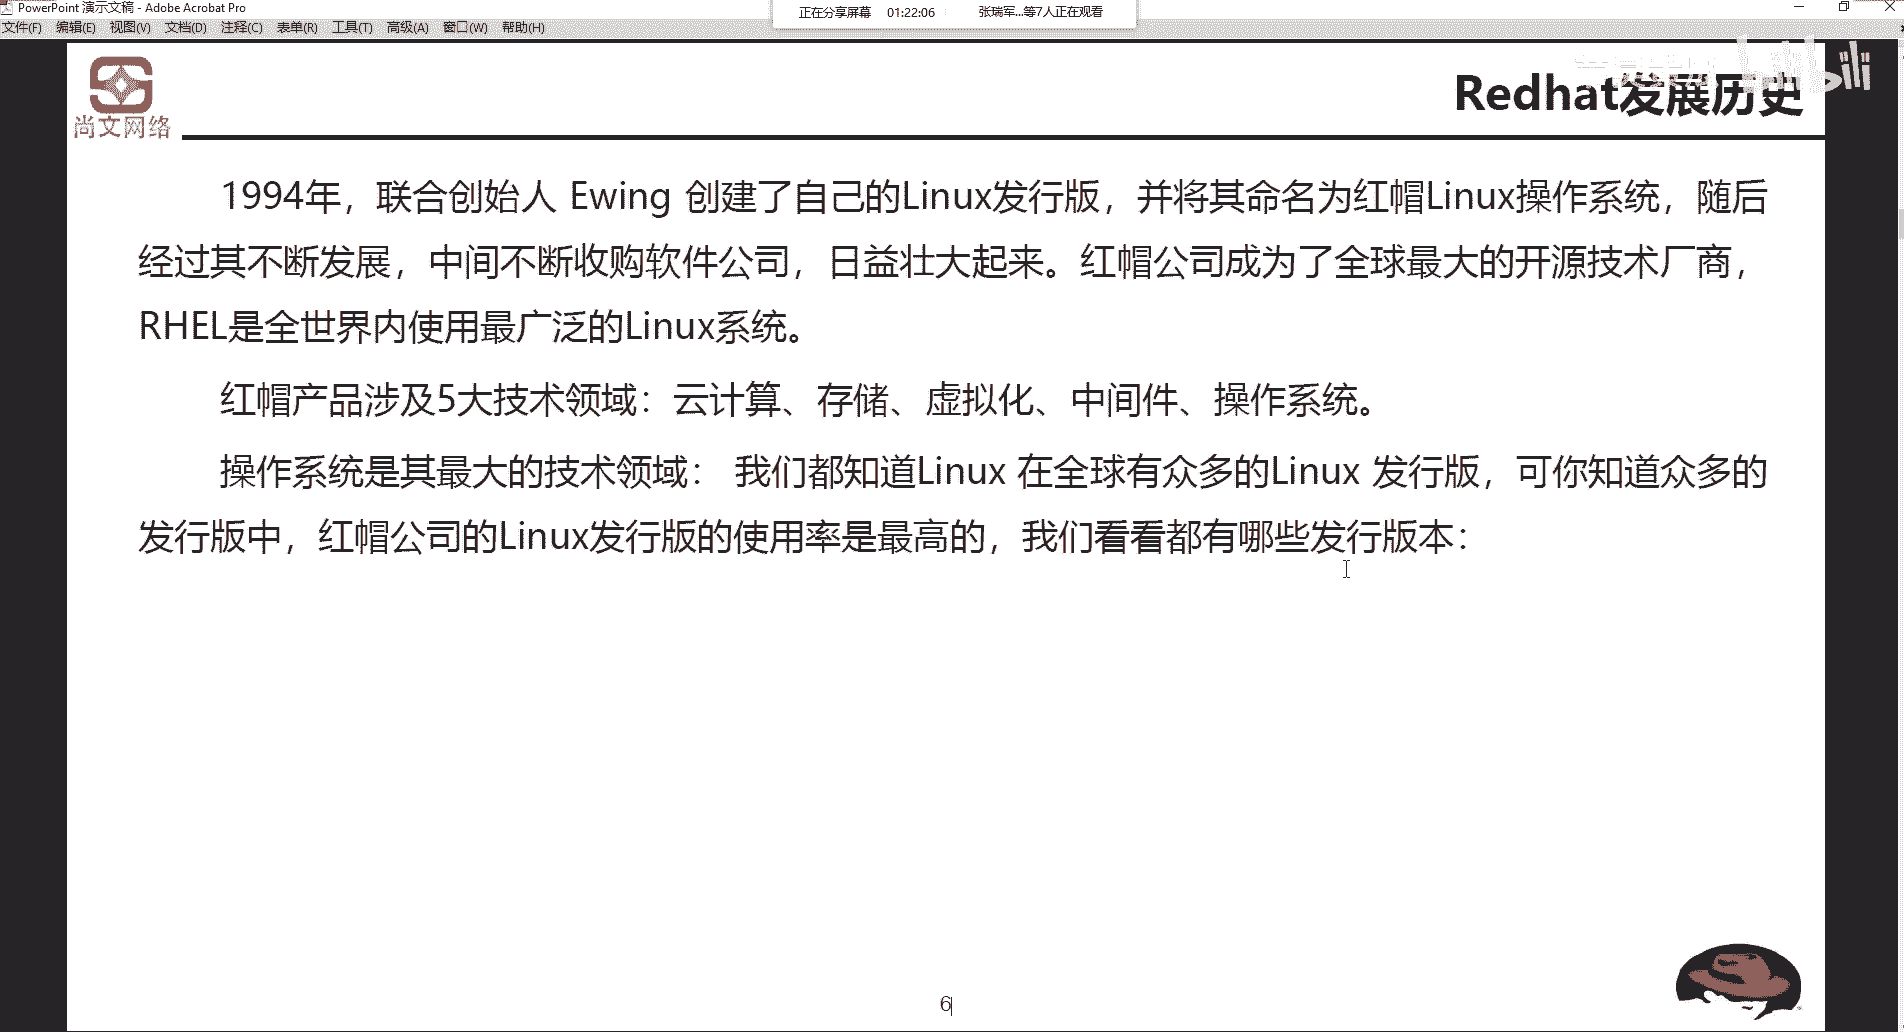 PowerPoint 演示文稿 - Adobe Acrobat Pro
正在分享屏幕 01:22:06 张瑞军...等7人正在观看
文件(F) 编辑(E) 视图(V) 文档(D) 注释(C) 表单(R) 工具(T) 高级(A) 窗口(W) 帮助(H)
bilibili
Redhat发展历史
尚文网络
1994年，联合创始人 Ewing 创建了自己的Linux发行版，并将其命名为红帽Linux操作系统，随后
经过其不断发展，中间不断收购软件公司，日益壮大起来。红帽公司成为了全球最大的开源技术厂商，
RHEL是全世界内使用最广泛的Linux系统。
红帽产品涉及5大技术领域：云计算、存储、虚拟化、中间件、操作系统。
操作系统是其最大的技术领域： 我们都知道Linux 在全球有众多的Linux 发行版，可你知道众多的
发行版中，红帽公司的Linux发行版的使用率是最高的，我们看看都有哪些发行版本：
6